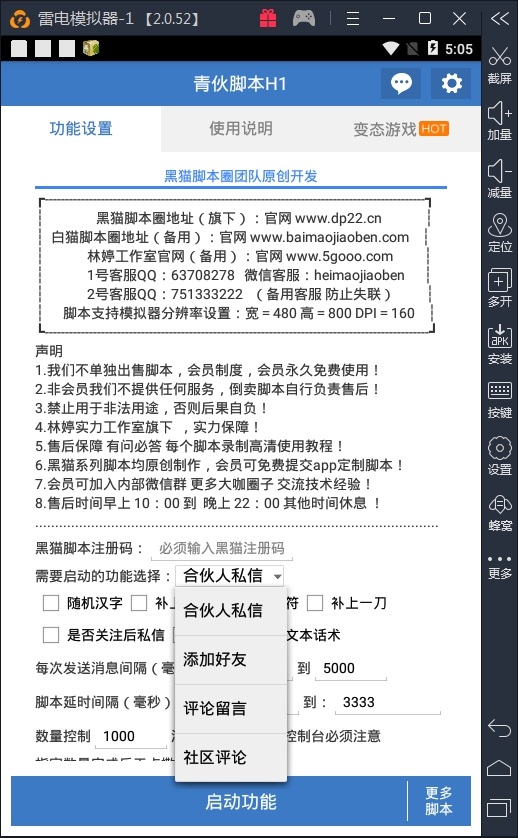 雷电模拟器-1 【2.0.52】
5:05
青伙脚本H1
功能设置 使用说明 变态游戏 HOT
黑猫脚本圈团队原创开发
黑猫脚本圈地址（旗下）：官网 www.dp22.cn
白猫脚本圈地址（备用）：官网 www.baimaojiaoben.com
林婷工作室官网（备用）：官网 www.5gooo.com
1号客服QQ：63708278 微信客服：heimaojiaoben
2号客服QQ：751333222 （备用客服 防止失联）
脚本支持模拟器分辨率设置：宽＝480 高＝800 DPI＝160
声明
1.我们不单独出售脚本，会员制度，会员永久免费使用！
2.非会员我们不提供任何服务，倒卖脚本自行负责售后！
3.禁止用于非法用途，否则后果自负！
4.林婷实力工作室旗下 ，实力保障！
5.售后保障 有问必答 每个脚本录制高清使用教程！
6.黑猫系列脚本均原创制作，会员可免费提交app定制脚本！
7.会员可加入内部微信群 更多大咖圈子 交流技术经验！
8.售后时间早上 10：00 到 晚上 22：00 其他时间休息 ！
黑猫脚本注册码： 必须输入黑猫注册码
需要启动的功能选择： 合伙人私信
随机汉字 补上 符 补上一刀
合伙人私信
是否关注后私信 文本话术
添加好友
每次发送消息间隔（毫 到 5000
脚本延时间隔（毫秒） 到： 3333
评论留言
数量控制 1000 控制台必须注意
社区评论
启动功能
更多
脚本
截屏
加量
减量
定位
多开
APK
安装
按键
设置
蜂窝
更多